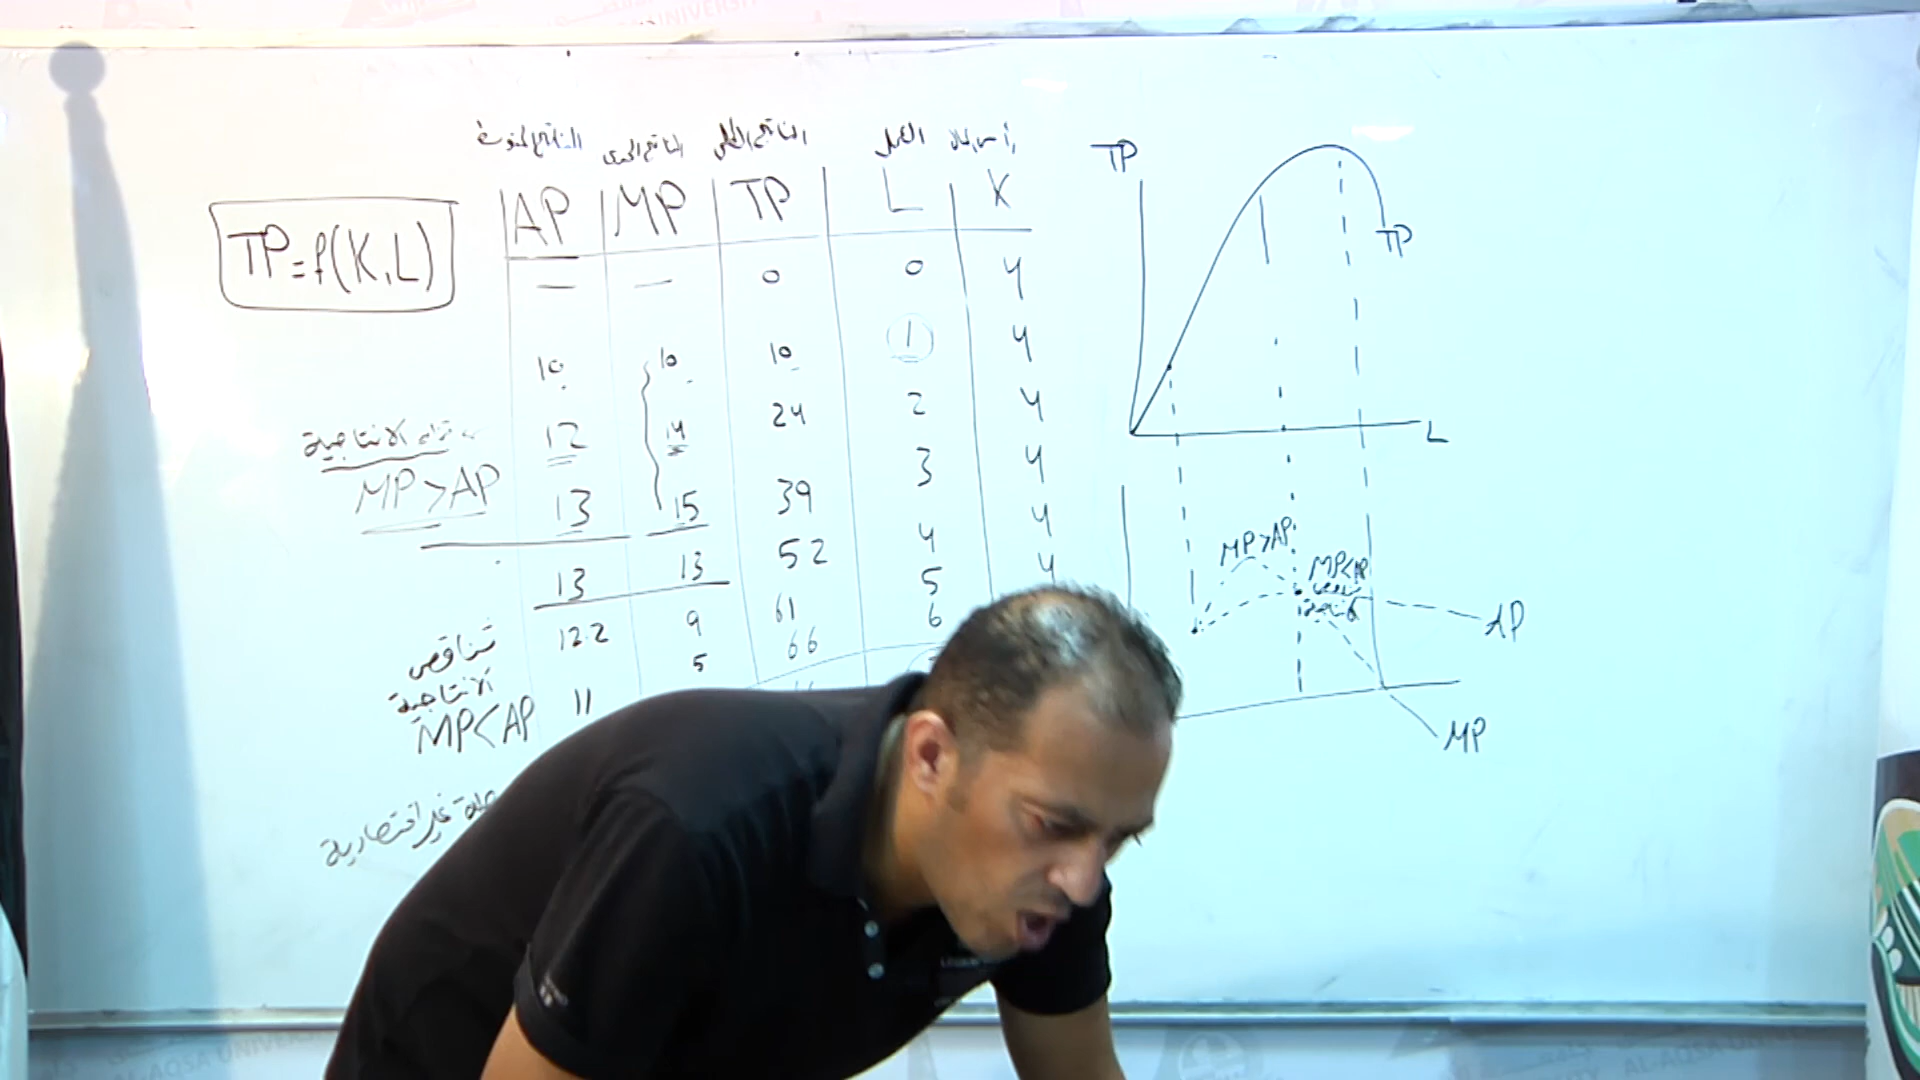 الناتج المتوسط الناتج الحدي الناتج الكلي العمل رأس المال
AP MP TP L K
TP=f(K,L)
— — 0 0 4
10 10 10 1 4
12 14 24 2 4
13 15 39 3 4
13 13 52 4 4
12.2 9 61 5 4
11 5 66 6
الانتاجية
MP>AP
تناقص
الانتاجية
MP<AP
غير اقتصادية
TP
TP
L
MP>AP
MP<AP
AP
MP
AL-AQSA UNIVERSITY